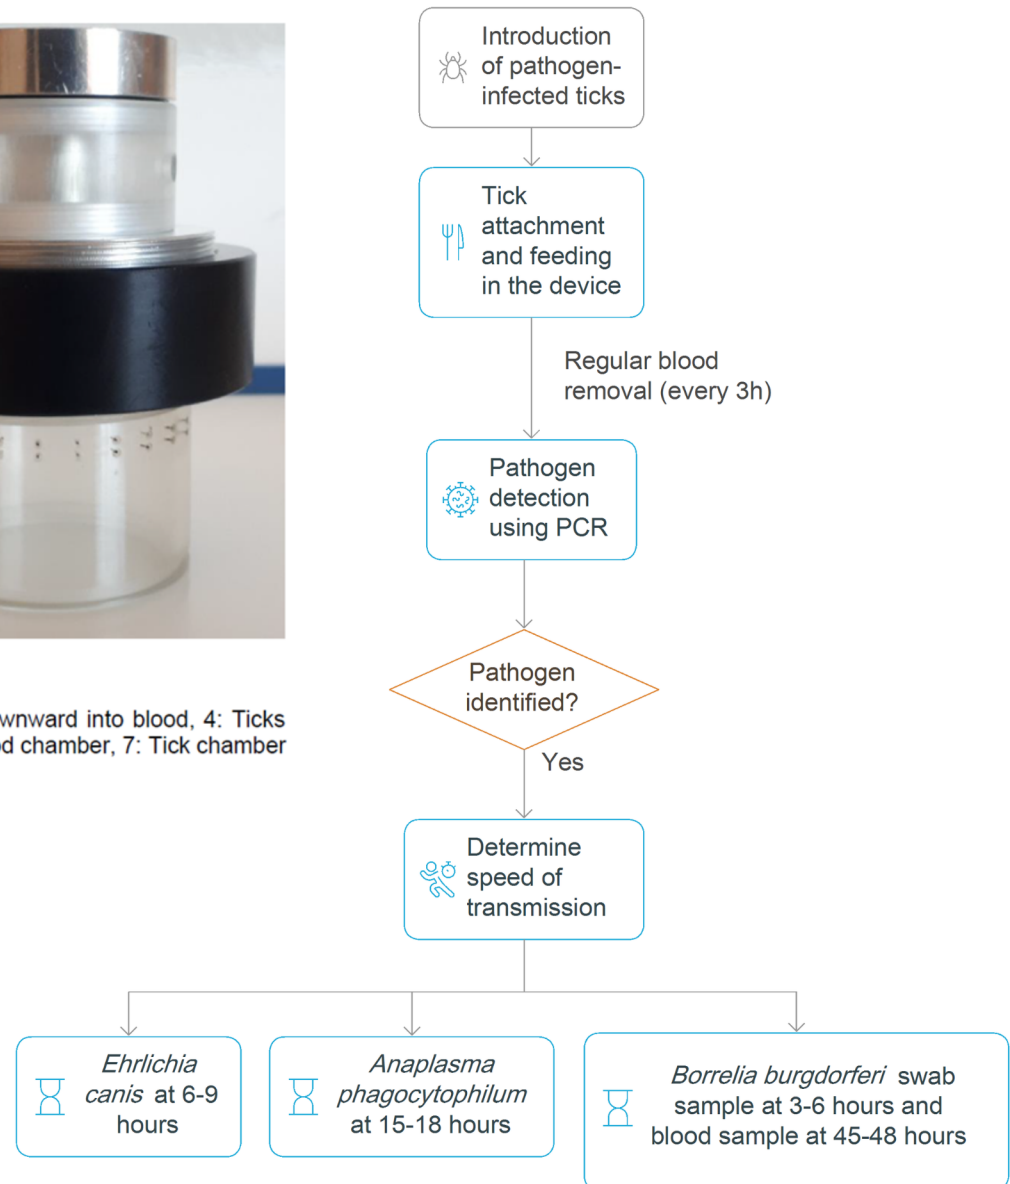 Introduction
of pathogen-
infected ticks
Tick
attachment
and feeding
in the device
Regular blood
removal (every 3h)
Pathogen
detection
using PCR
Pathogen
identified?
Yes
downward into blood, 4: Ticks
chamber, 7: Tick chamber
Determine
speed of
transmission
Ehrlichia
canis at 6-9
hours
Anaplasma
phagocytophilum
at 15-18 hours
Borrelia burgdorferi swab
sample at 3-6 hours and
blood sample at 45-48 hours